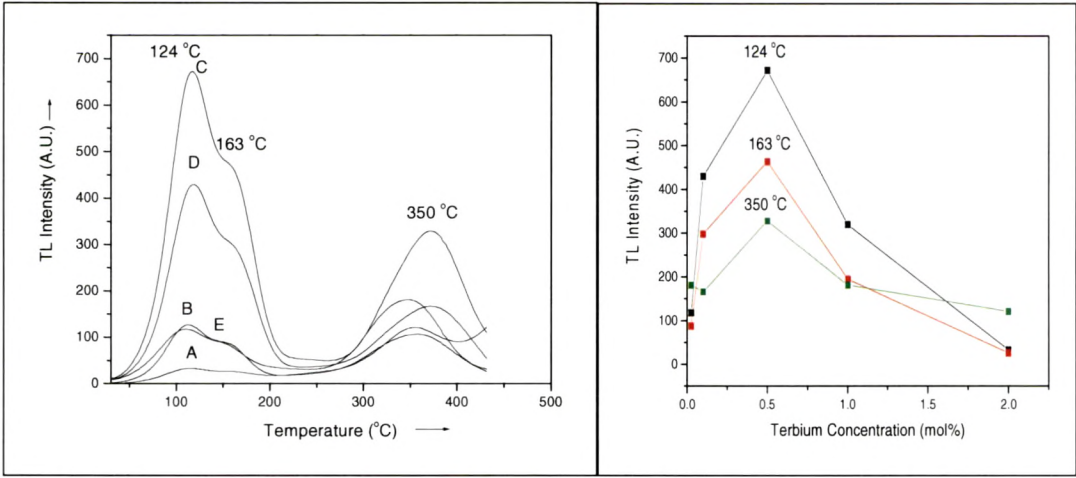 124 °C
C
163 °C
D
350 °C
B
E
A
700
600
500
400
300
200
100
0
100
200
300
400
500
TL Intensity (A.U.)
Temperature (°C)
124 °C
163 °C
350 °C
700
600
500
400
300
200
100
0
0.0
0.5
1.0
1.5
2.0
TL Intensity (A.U.)
Terbium Concentration (mol%)